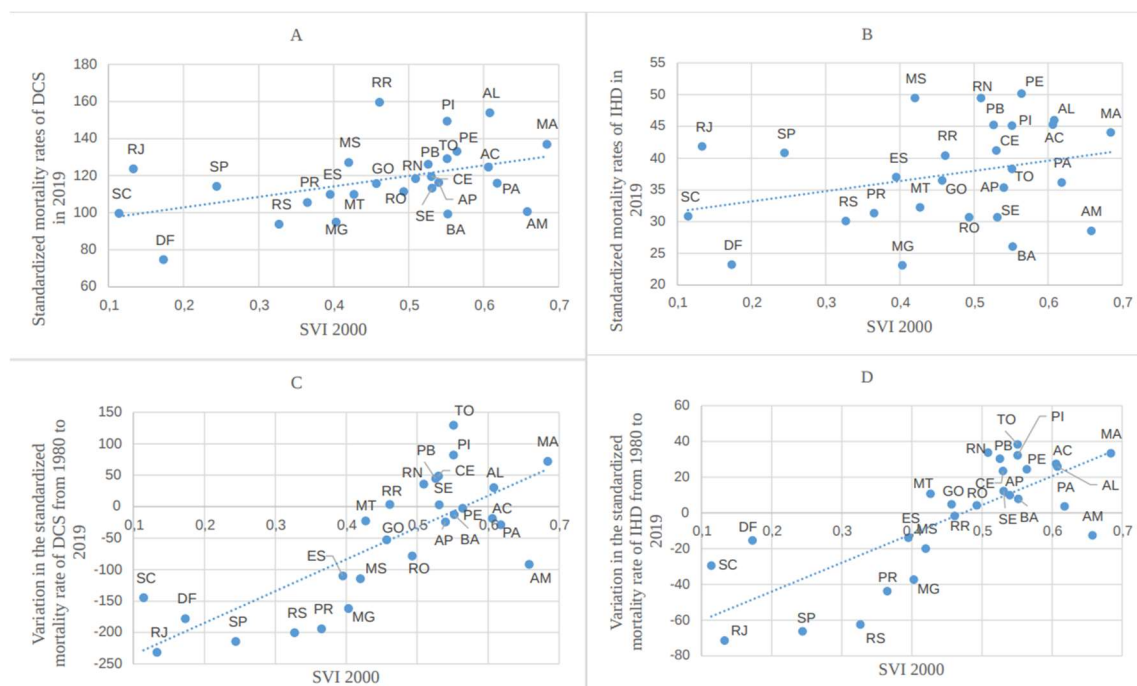 A
Standardized mortality rates of DCS
in 2019
180
160
140
120
100
80
60
RR
AL
PI
MA
PE
RJ
MS
PB
TO
AC
SP
ES
GO
RN
CE
PA
SC
PR
RS
MT
RO
SE
AP
MG
BA
AM
DF
0,1
0,2
0,3
0,4
0,5
0,6
0,7
SVI 2000
B
Standardized mortality rates of IHD in
2019
55
50
45
40
35
30
25
20
MS
RN
PE
PB
PI
AL
MA
RJ
SP
AC
RR
CE
ES
TO
PA
SC
RS
PR
MT
GO
AP
RO
SE
AM
DF
MG
BA
0,1
0,2
0,3
0,4
0,5
0,6
0,7
SVI 2000
C
Variation in the standardized
mortality rate of DCS from 1980 to
2019
150
100
50
0
-50
-100
-150
-200
-250
TO
PI
MA
PB
CE
RN
AL
RR
SE
MT
GO
PE
AC
AP
BA
PA
ES
MS
RO
AM
SC
DF
RJ
SP
RS
PR
MG
0,1
0,2
0,3
0,4
0,5
0,6
0,7
SVI 2000
D
Variation in the standardized
mortality rate of IHD from 1980 to
2019
60
40
20
0
-20
-40
-60
-80
TO
PI
RN
PB
PE
AC
MA
MT
CE
AP
AL
GO
RO
PA
DF
ES
MS
RR
SE
BA
AM
SC
PR
MG
RJ
SP
RS
0,1
0,2
0,3
0,4
0,5
0,6
0,7
SVI 2000